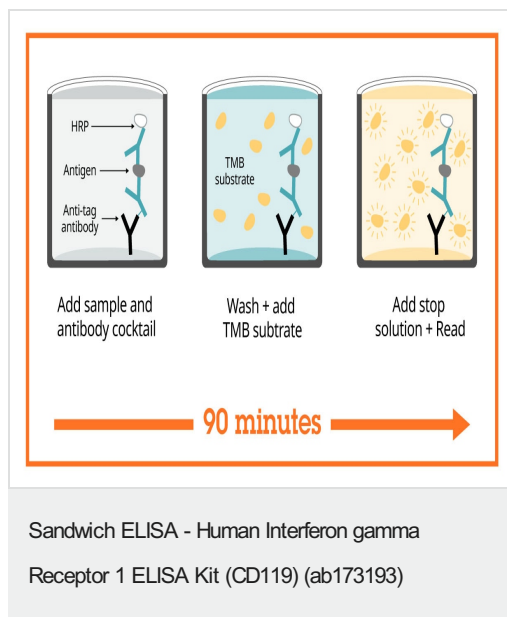 HRP
Antigen
Anti-tag
antibody
TMB
substrate
Add sample and
antibody cocktail
Wash + add
TMB subtrate
Add stop
solution + Read
90 minutes
Sandwich ELISA - Human Interferon gamma
Receptor 1 ELISA Kit (CD119) (ab173193)